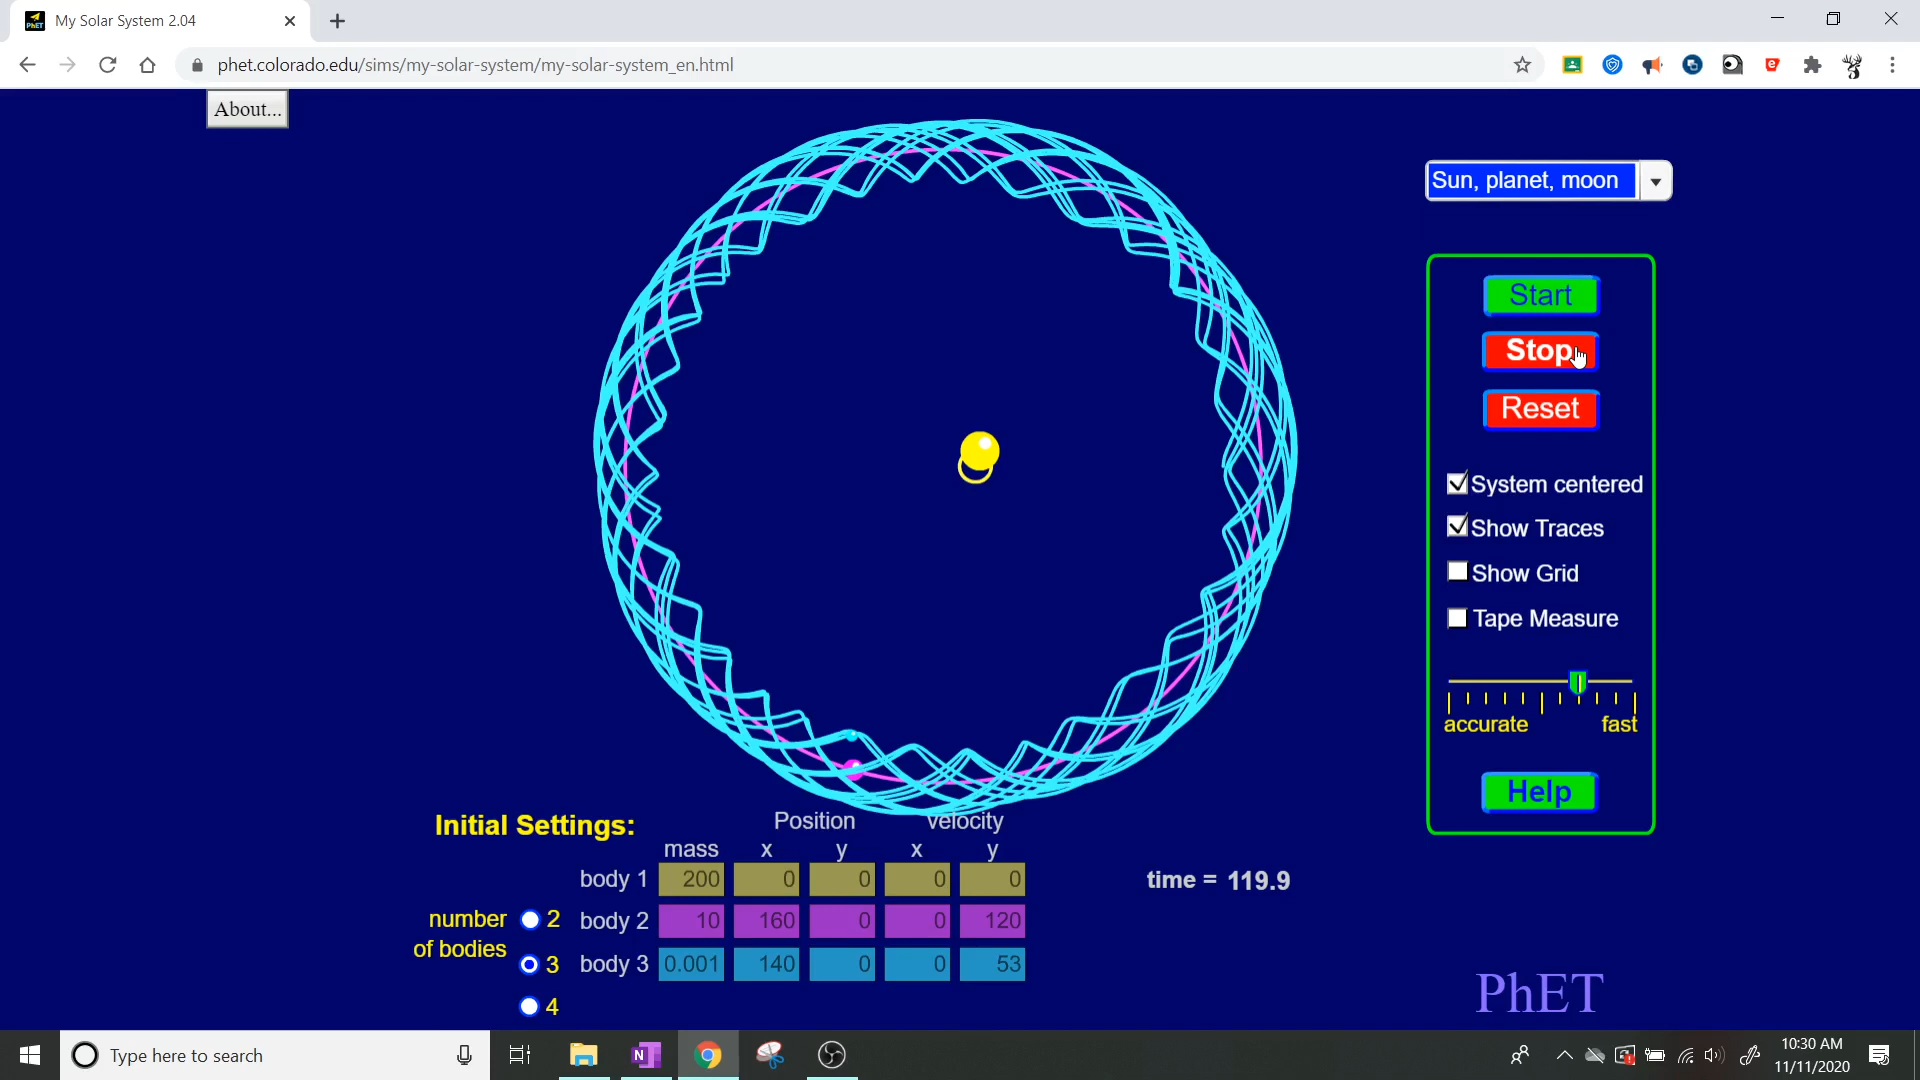 My Solar System 2.04
phet.colorado.edu/sims/my-solar-system/my-solar-system_en.html
About...
Sun, planet, moon
Start
Stop
Reset
System centered
Show Traces
Show Grid
Tape Measure
accurate fast
Help
Initial Settings:
Position velocity
mass x y x y
body 1 200 0 0 0 0
number of bodies
2 body 2 10 160 0 0 120
3 body 3 0.001 140 0 0 53
4
time = 119.9
PhET
Type here to search
10:30 AM
11/11/2020